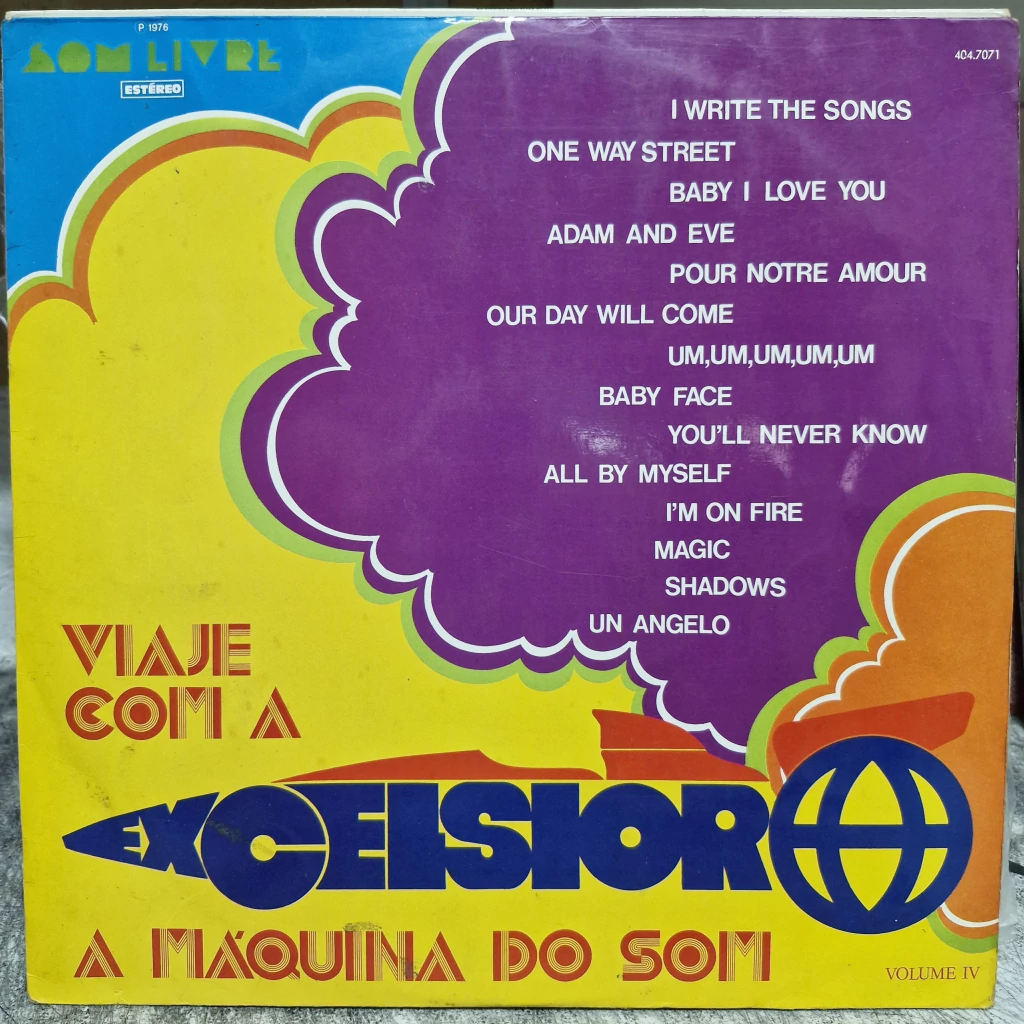 ℗ 1976
SOM LIVRE
ESTÉREO
404.7071
I WRITE THE SONGS
ONE WAY STREET
BABY I LOVE YOU
ADAM AND EVE
POUR NOTRE AMOUR
OUR DAY WILL COME
UM,UM,UM,UM,UM
BABY FACE
YOU'LL NEVER KNOW
ALL BY MYSELF
I'M ON FIRE
MAGIC
SHADOWS
UN ANGELO
VIAJE
COM A
EXCELSIOR
A MÁQUINA DO SOM
VOLUME IV